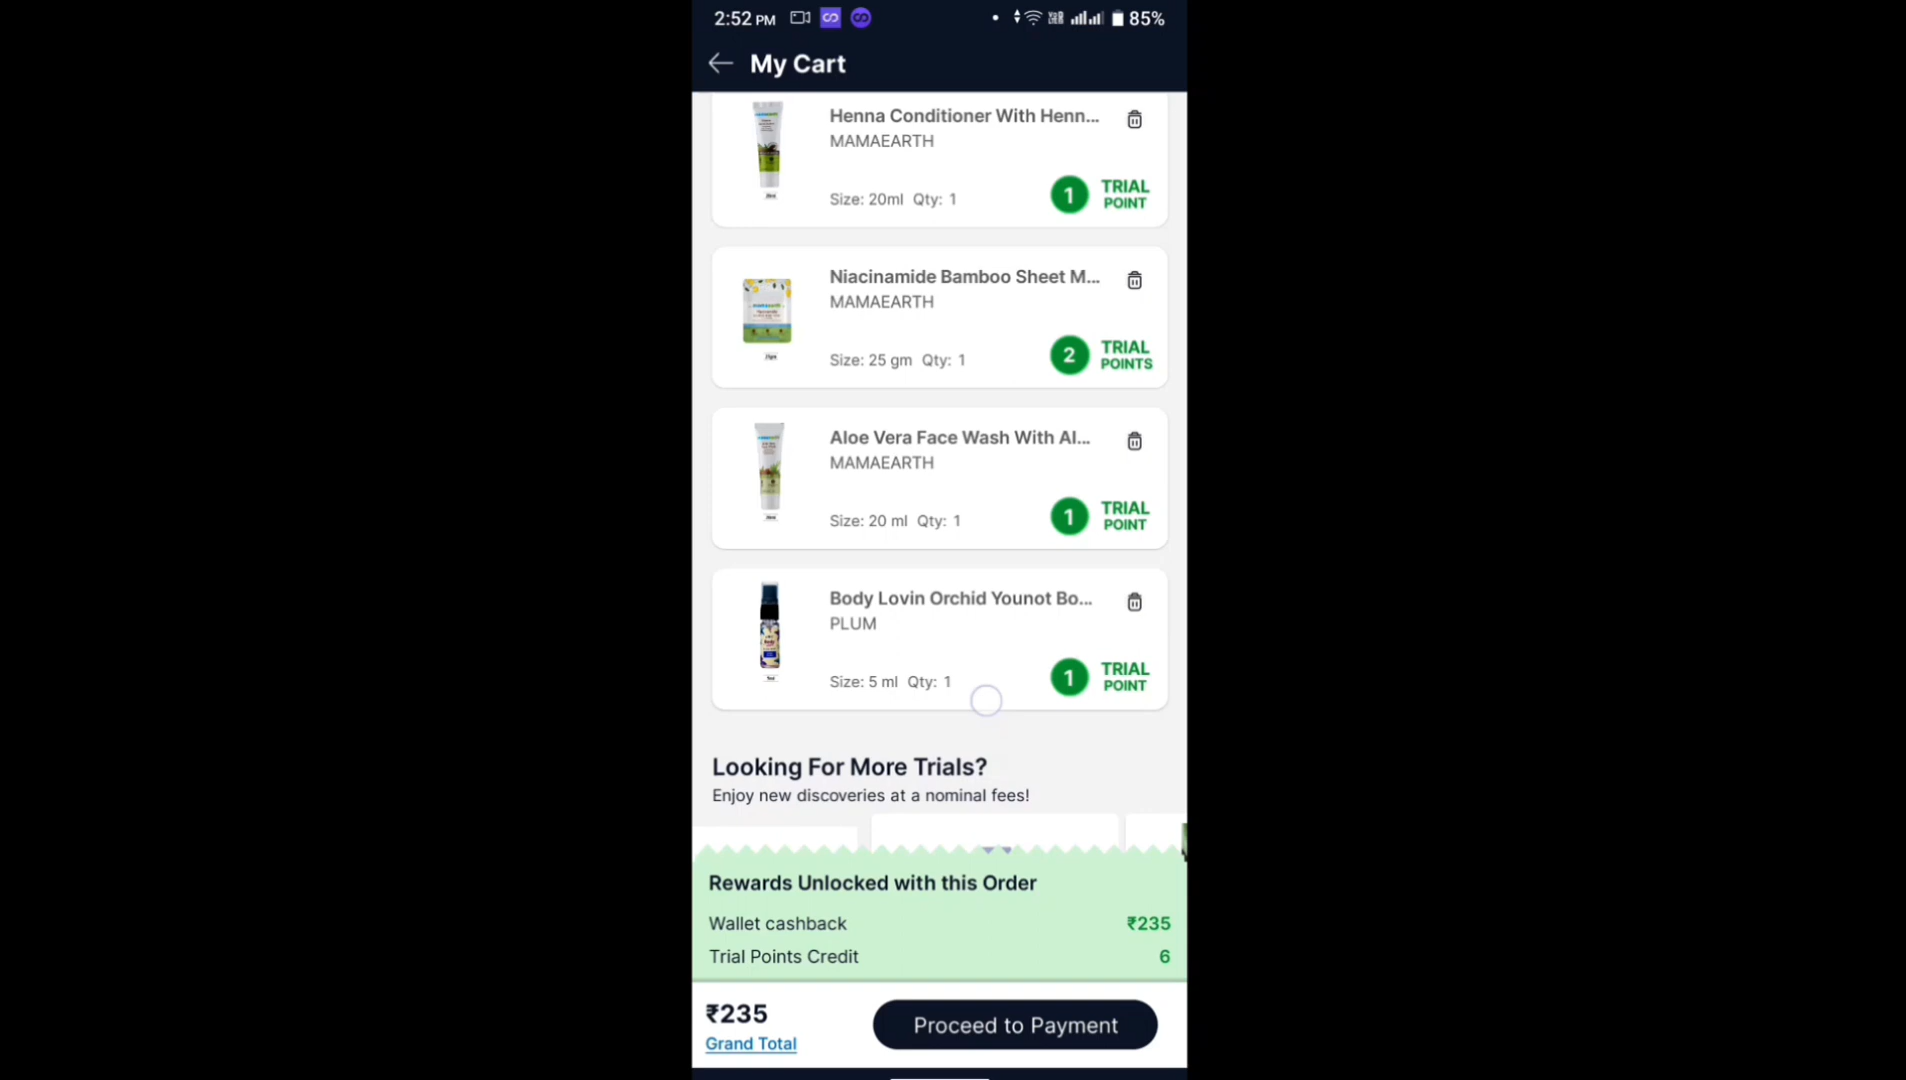 2:52 PM 85%
My Cart
Henna Conditioner With Henn...
MAMAEARTH
Size: 20ml Qty: 1
1 TRIAL
POINT
Niacinamide Bamboo Sheet M...
MAMAEARTH
Size: 25 gm Qty: 1
2 TRIAL
POINTS
Aloe Vera Face Wash With Al...
MAMAEARTH
Size: 20 ml Qty: 1
1 TRIAL
POINT
Body Lovin Orchid Younot Bo...
PLUM
Size: 5 ml Qty: 1
1 TRIAL
POINT
Looking For More Trials?
Enjoy new discoveries at a nominal fees!
Rewards Unlocked with this Order
Wallet cashback ₹235
Trial Points Credit 6
₹235
Grand Total
Proceed to Payment